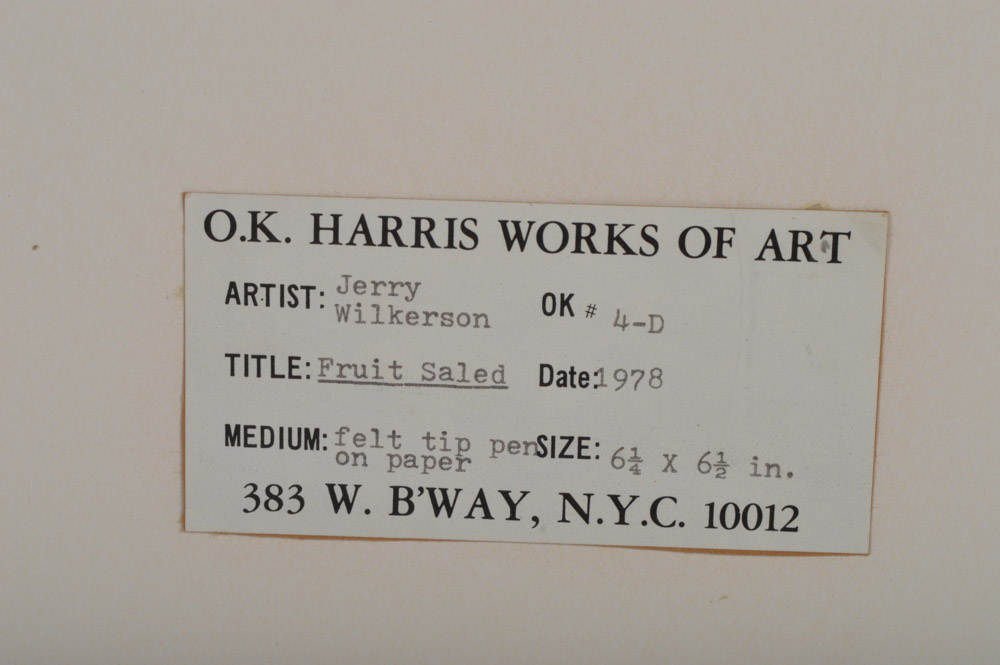 O.K. HARRIS WORKS OF ART
ARTIST: Jerry Wilkerson OK # 4-D
TITLE: Fruit Saled Date: 1978
MEDIUM: felt tip pen on paper SIZE: 6¼ X 6½ in.
383 W. B'WAY, N.Y.C. 10012